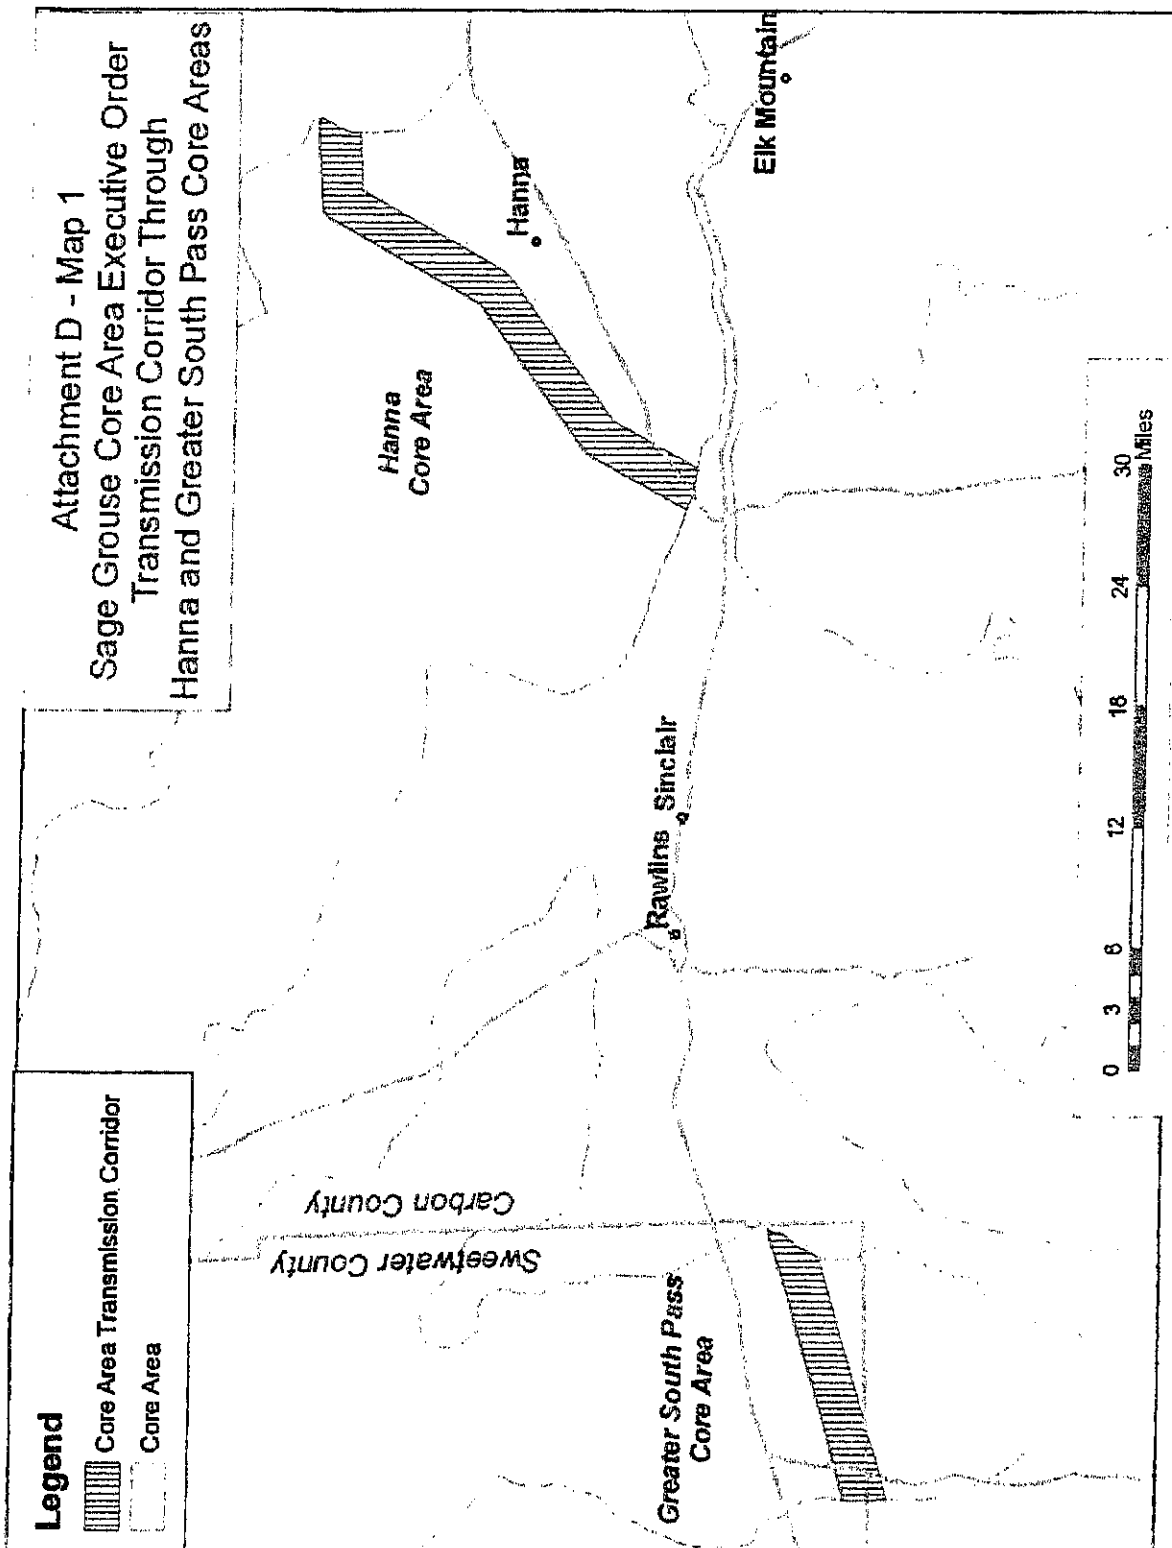 Attachment D - Map 1
Sage Grouse Core Area Executive Order
Transmission Corridor Through
Hanna and Greater South Pass Core Areas
Legend
Core Area Transmission Corridor
Core Area
Hanna
Core Area
Hanna
Elk Mountain
Rawlins
Sinclair
Carbon County
Sweetwater County
Greater South Pass
Core Area
0 3 6 12 18 24 30
Miles